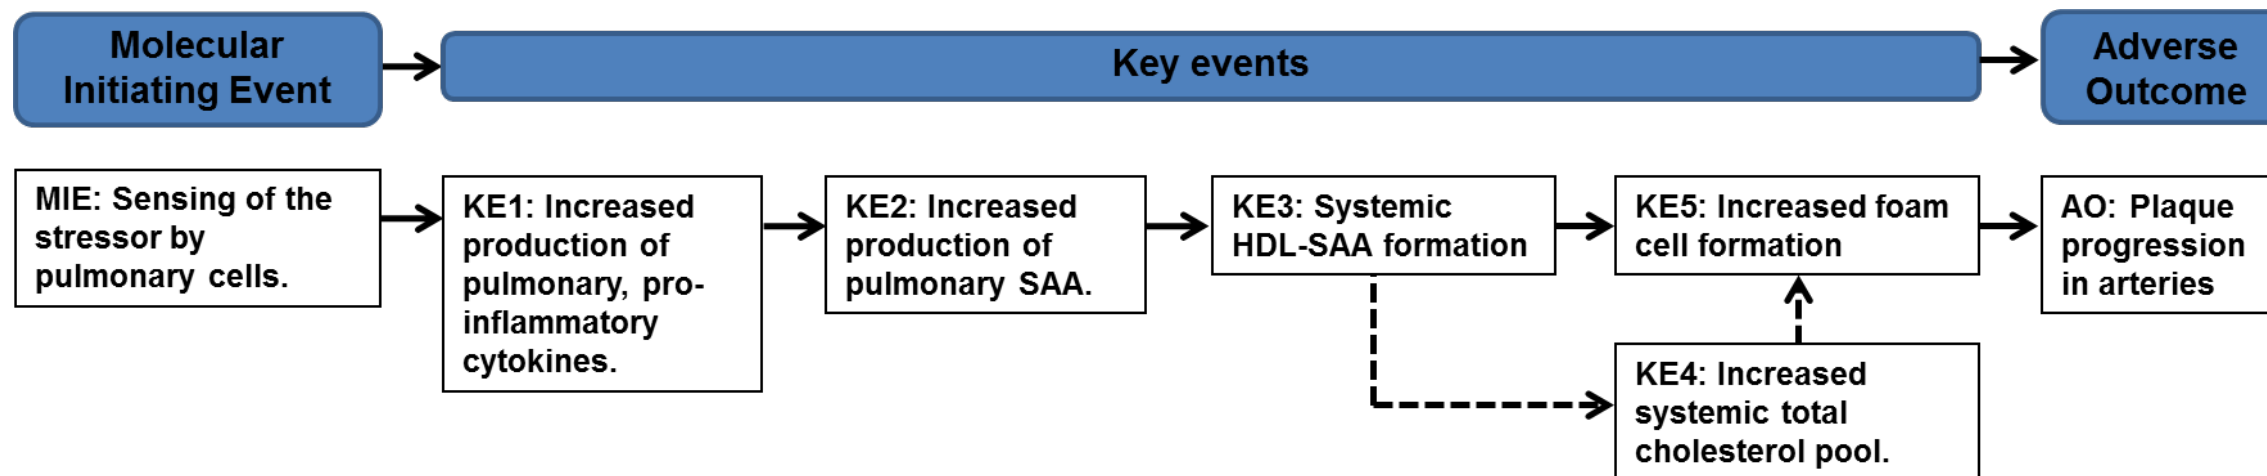 Molecular
Initiating Event
Key events
Adverse
Outcome
MIE: Sensing of the
stressor by
pulmonary cells.
KE1: Increased
production of
pulmonary, pro-
inflammatory
cytokines.
KE2: Increased
production of
pulmonary SAA.
KE3: Systemic
HDL-SAA formation
KE5: Increased foam
cell formation
AO: Plaque
progression
in arteries
KE4: Increased
systemic total
cholesterol pool.